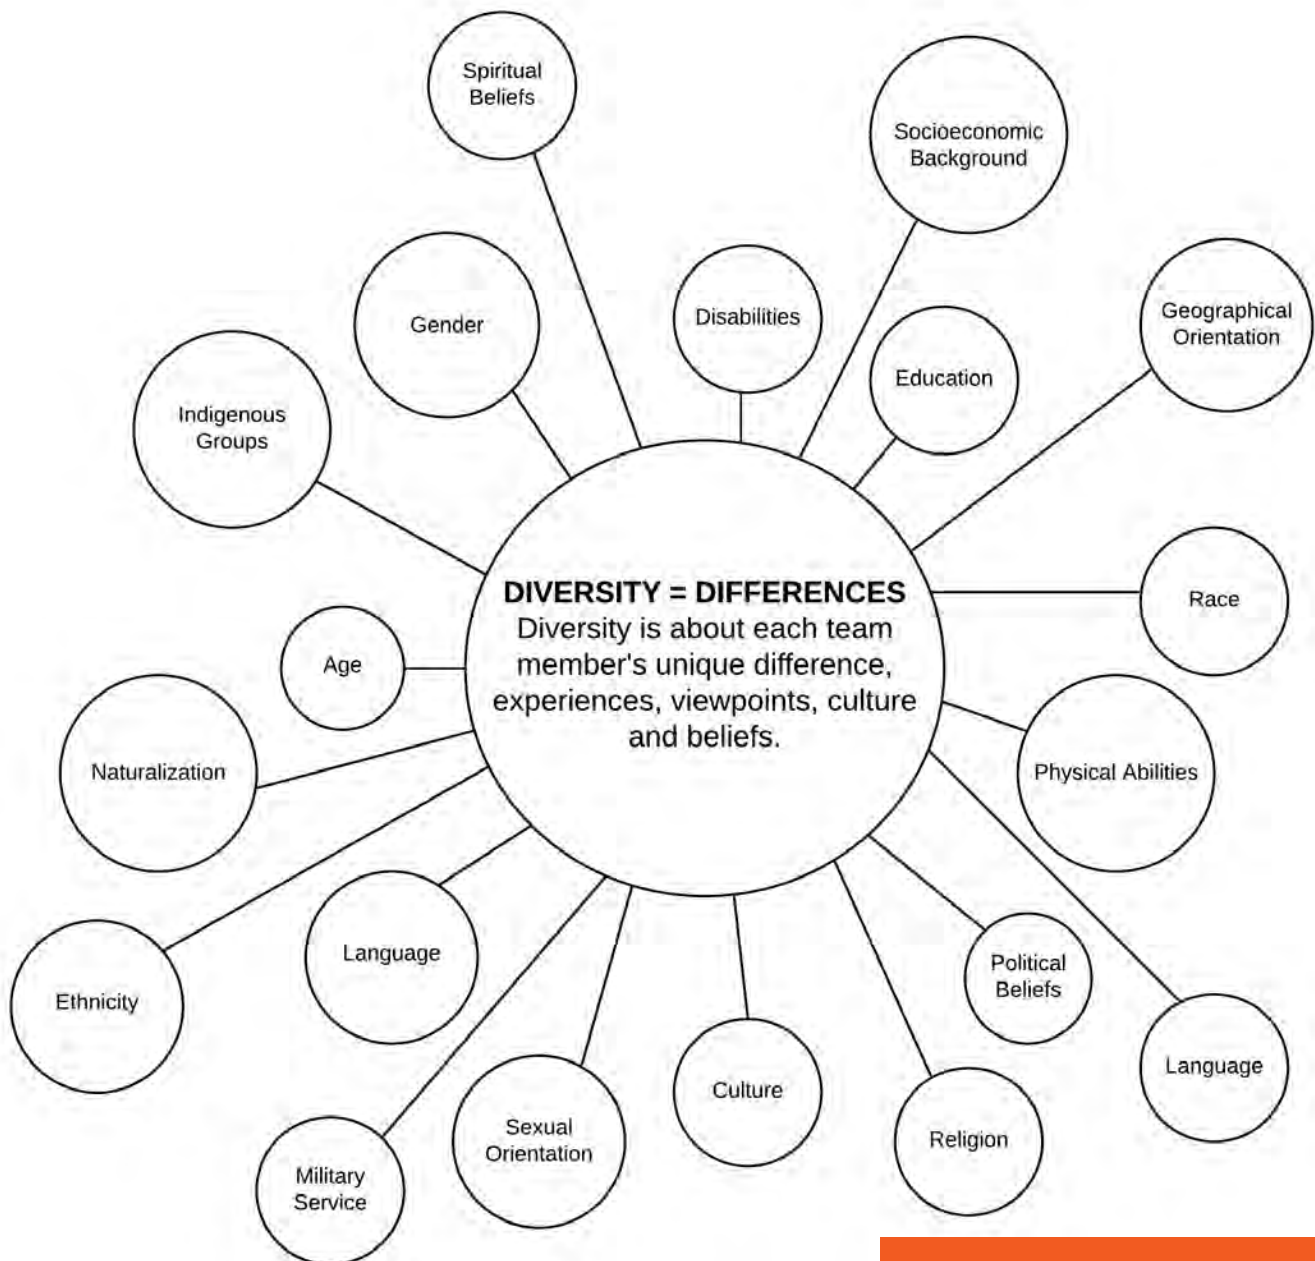 Spiritual
Beliefs
Socioeconomic
Background
Gender
Disabilities
Geographical
Orientation
Education
Indigenous
Groups
DIVERSITY = DIFFERENCES
Diversity is about each team
member's unique difference,
experiences, viewpoints, culture
and beliefs.
Race
Age
Naturalization
Physical Abilities
Language
Political
Beliefs
Ethnicity
Language
Culture
Sexual
Orientation
Religion
Military
Service